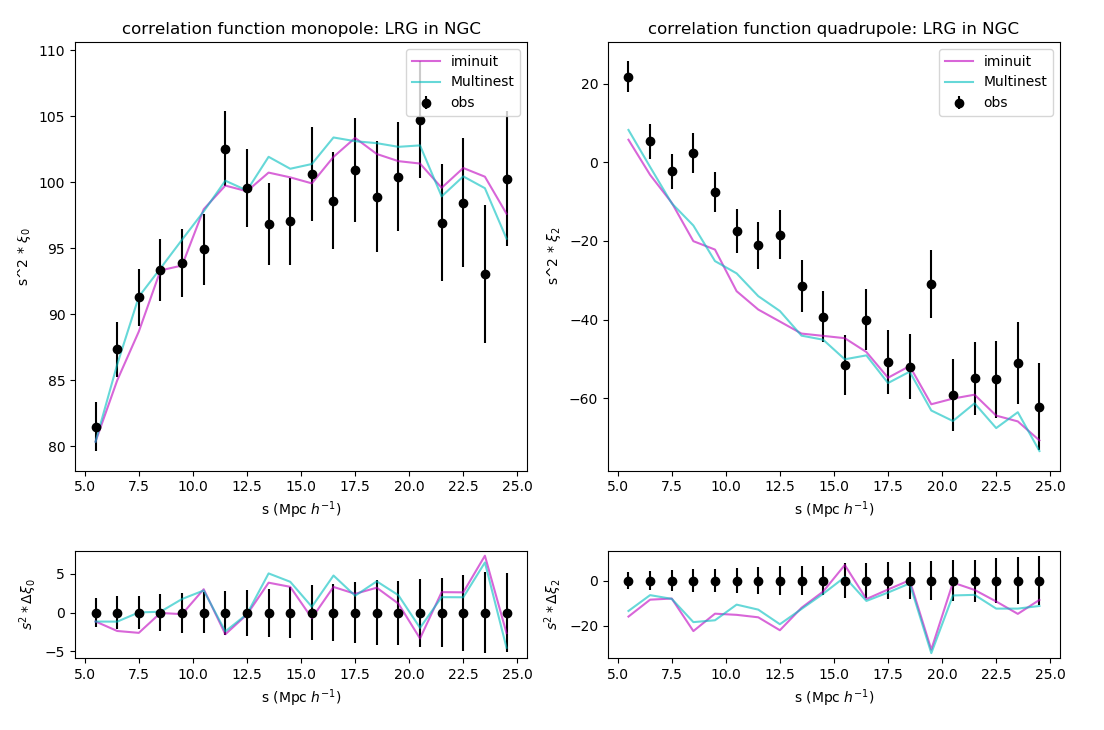 correlation function monopole: LRG in NGC
110
105
100
95
90
85
80
s^2 * ξ₀
iminuit
Multinest
obs
5.0 7.5 10.0 12.5 15.0 17.5 20.0 22.5 25.0
s (Mpc h⁻¹)
correlation function quadrupole: LRG in NGC
20
0
−20
−40
−60
s^2 * ξ₂
iminuit
Multinest
obs
5.0 7.5 10.0 12.5 15.0 17.5 20.0 22.5 25.0
s (Mpc h⁻¹)
5
0
−5
s² * Δξ₀
5.0 7.5 10.0 12.5 15.0 17.5 20.0 22.5 25.0
s (Mpc h⁻¹)
0
−20
s² * Δξ₂
5.0 7.5 10.0 12.5 15.0 17.5 20.0 22.5 25.0
s (Mpc h⁻¹)